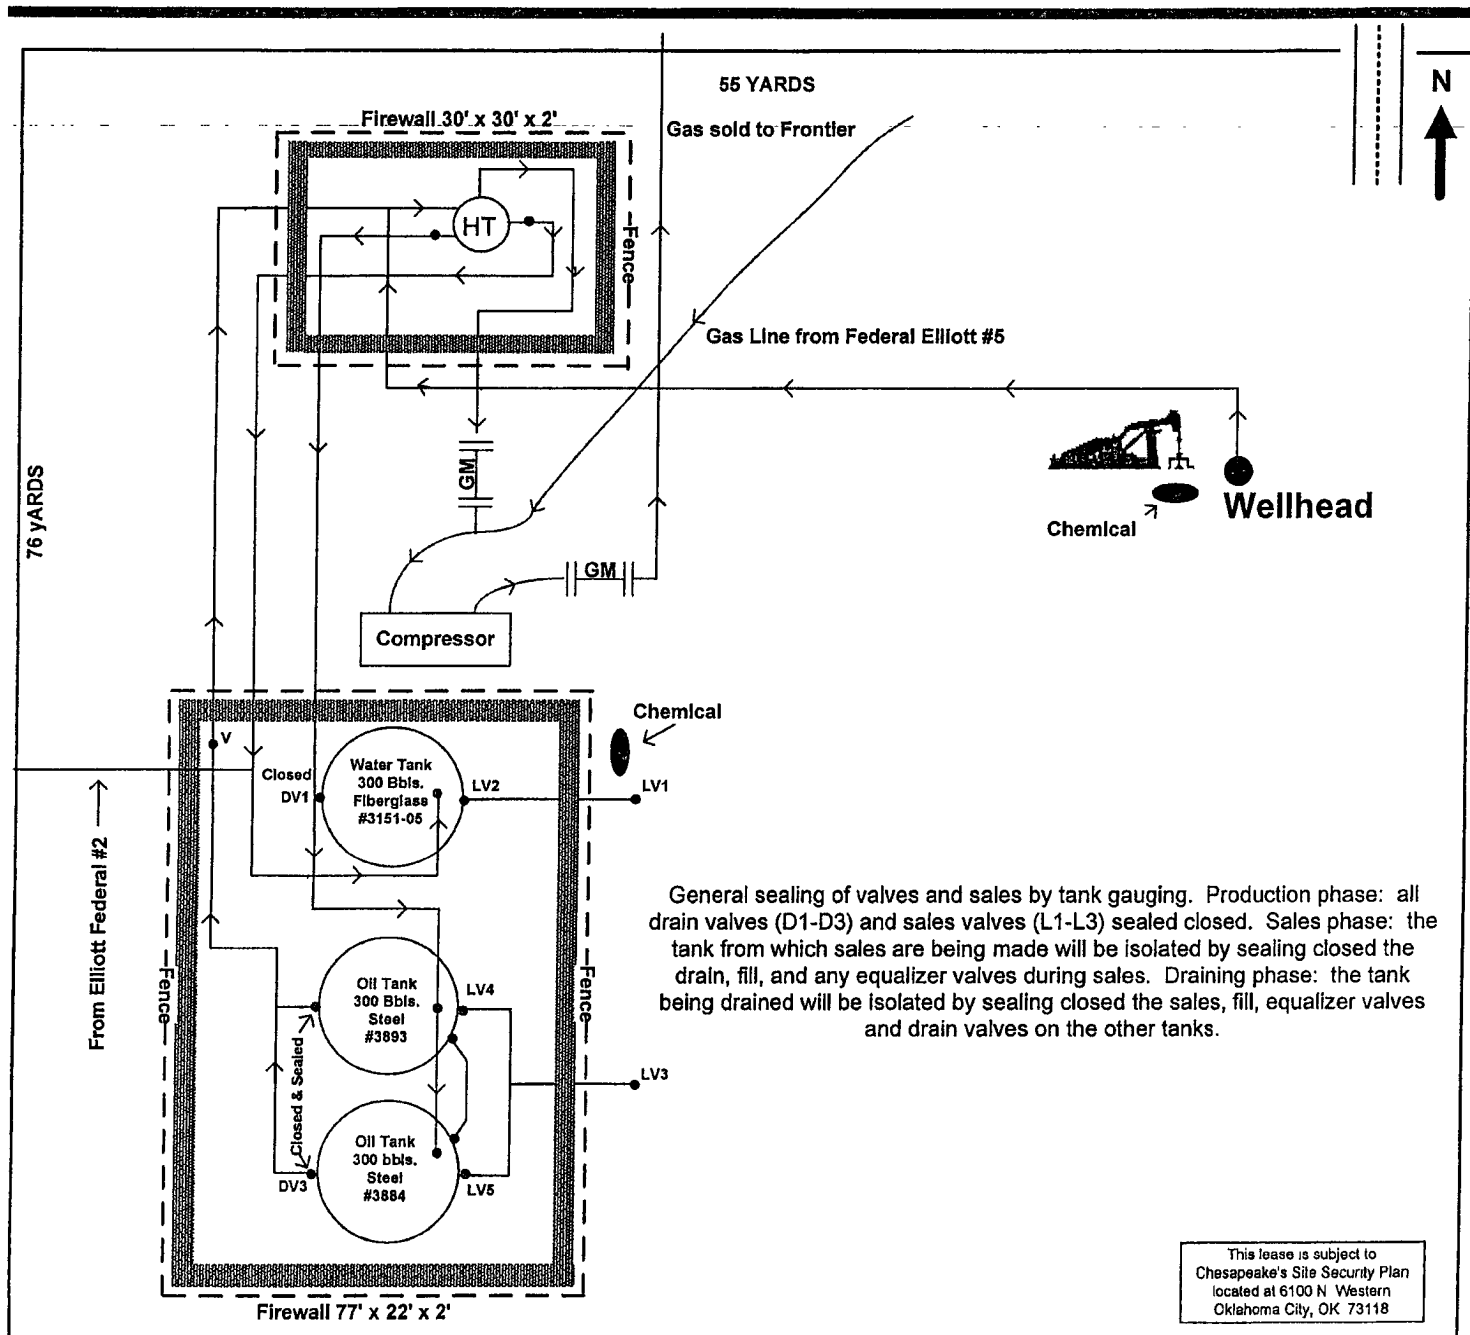 N
55 YARDS
Firewall 30' x 30' x 2'
Gas sold to Frontier
HT
Fence
Gas Line from Federal Elliott #5
76 yARDS
GM
Wellhead
Chemical
GM
Compressor
Chemical
V
Closed
DV1
Water Tank
300 Bbls.
Fiberglass
#3151-05
LV2
LV1
From Elliott Federal #2
General sealing of valves and sales by tank gauging. Production phase: all
drain valves (D1-D3) and sales valves (L1-L3) sealed closed. Sales phase: the
tank from which sales are being made will be isolated by sealing closed the
drain, fill, and any equalizer valves during sales. Draining phase: the tank
being drained will be isolated by sealing closed the sales, fill, equalizer valves
and drain valves on the other tanks.
Fence
Fence
Oil Tank
300 Bbls.
Steel
#3893
LV4
Closed & Sealed
LV3
Oil Tank
300 bbls.
Steel
#3884
DV3
LV5
Firewall 77' x 22' x 2'
This lease is subject to
Chesapeake's Site Security Plan
located at 6100 N Western
Oklahoma City, OK 73118